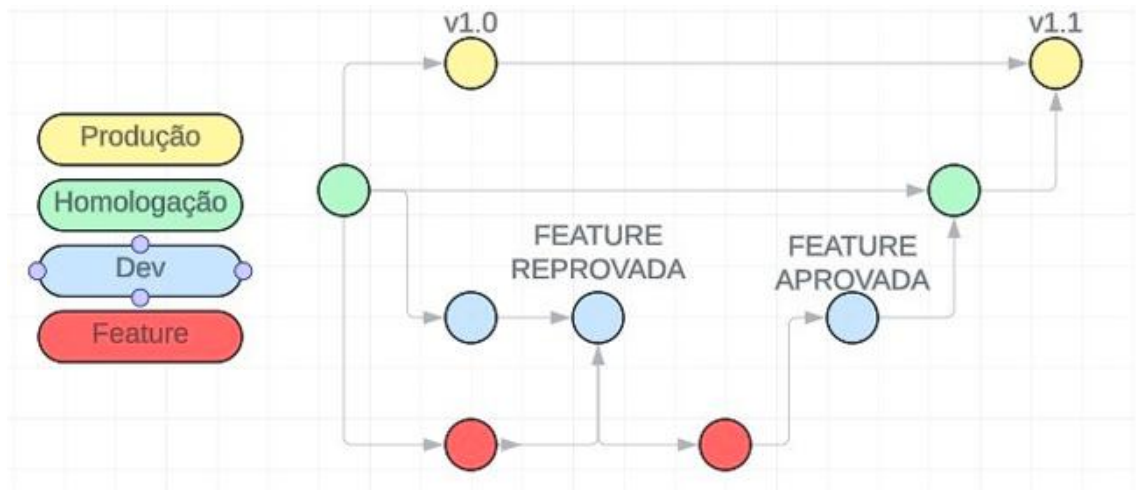 v1.0
v1.1
Produção
Homologação
Dev
Feature
FEATURE
REPROVADA
FEATURE
APROVADA